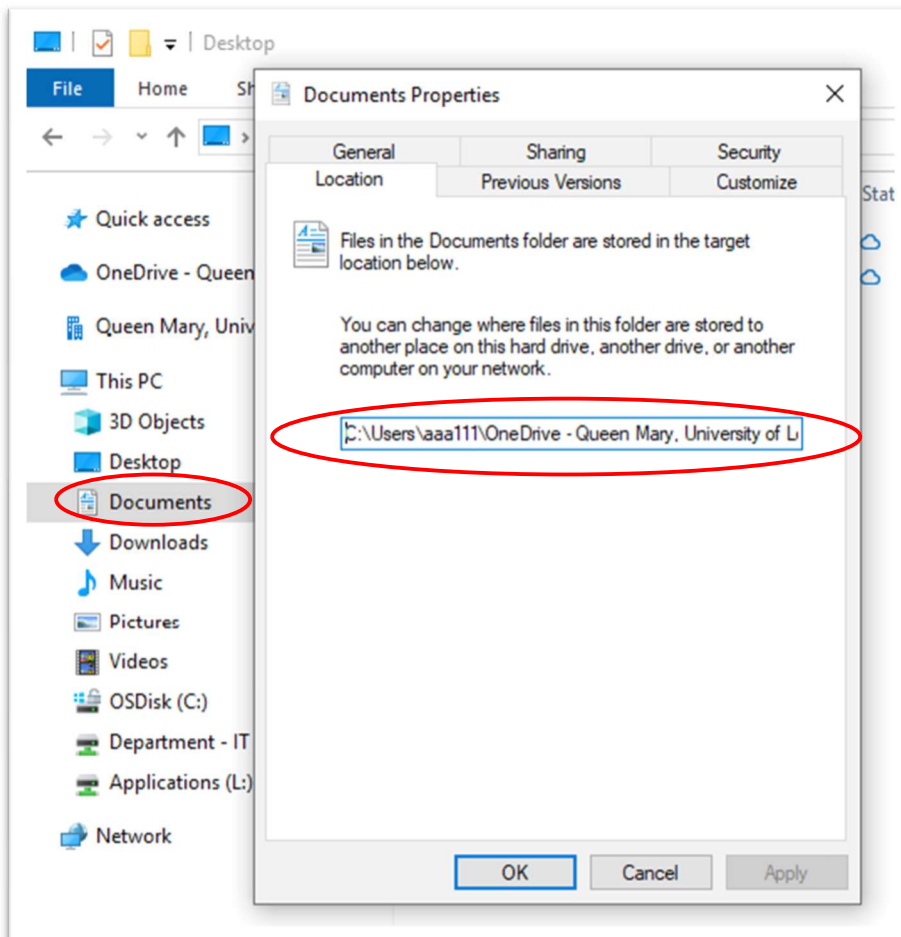 Desktop
File Home Sh
Quick access
OneDrive - Queen
Queen Mary, Univ
This PC
3D Objects
Desktop
Documents
Downloads
Music
Pictures
Videos
OSDisk (C:)
Department - IT
Applications (L:)
Network
Documents Properties
General Sharing Security
Location Previous Versions Customize
Files in the Documents folder are stored in the target
location below.
You can change where files in this folder are stored to
another place on this hard drive, another drive, or another
computer on your network.
C:\Users\aaa111\OneDrive - Queen Mary, University of L
OK Cancel Apply
Stat